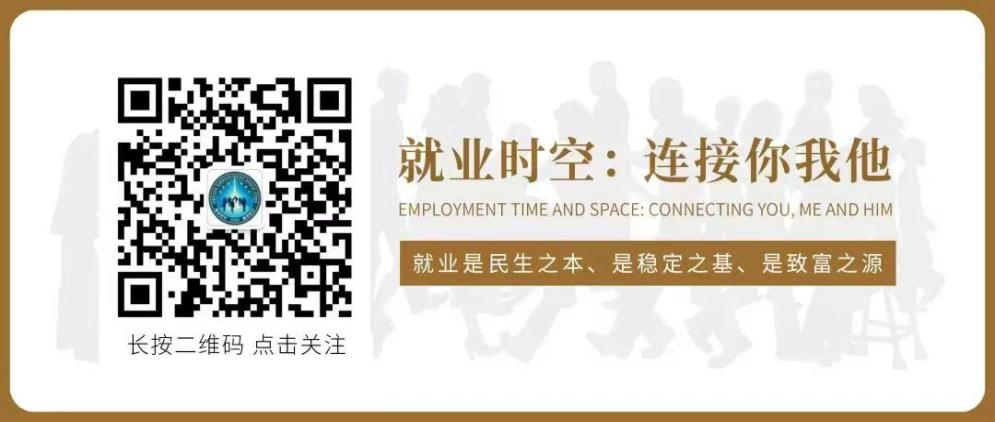 就业时空：连接你我他
EMPLOYMENT TIME AND SPACE: CONNECTING YOU, ME AND HIM
就业是民生之本、是稳定之基、是致富之源
长按二维码 点击关注